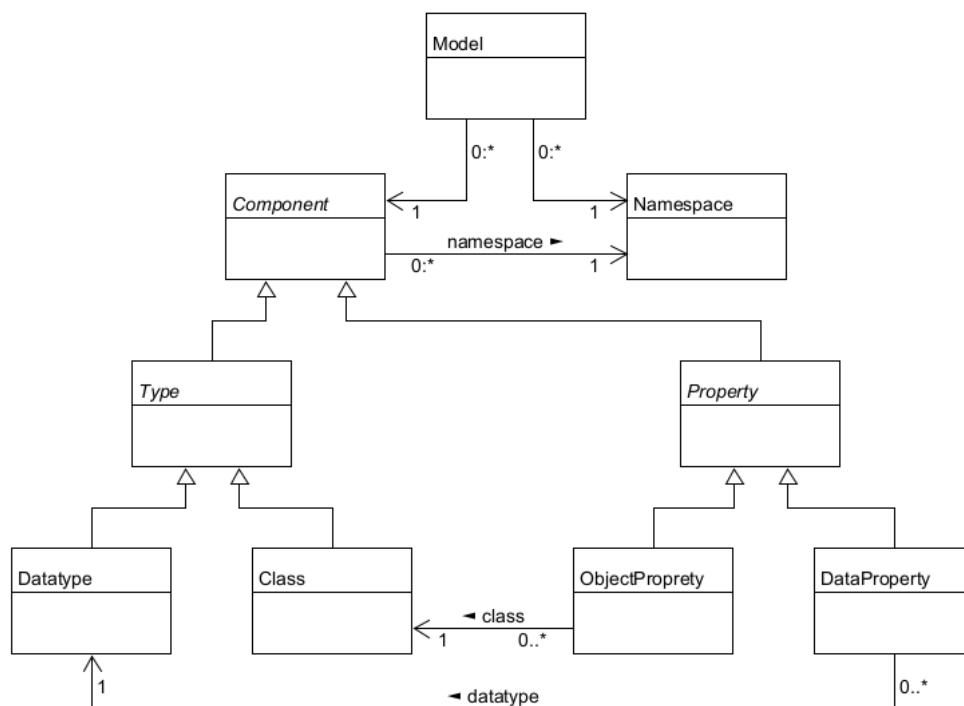 Model
0:* 0:*
Component
Namespace
1 1
namespace ►
0:* 1
Type
Property
Datatype
Class
ObjectProprety
DataProperty
◄ class
1 0..*
1 0..*
◄ datatype